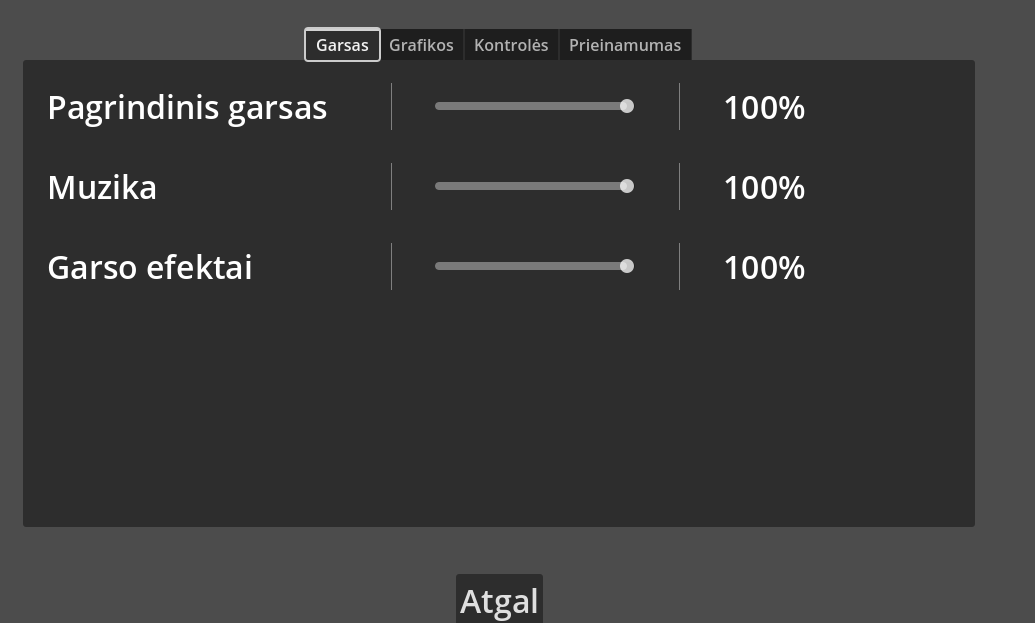 Garsas Grafikos Kontrolės Prieinamumas
Pagrindinis garsas 100%
Muzika 100%
Garso efektai 100%
Atgal